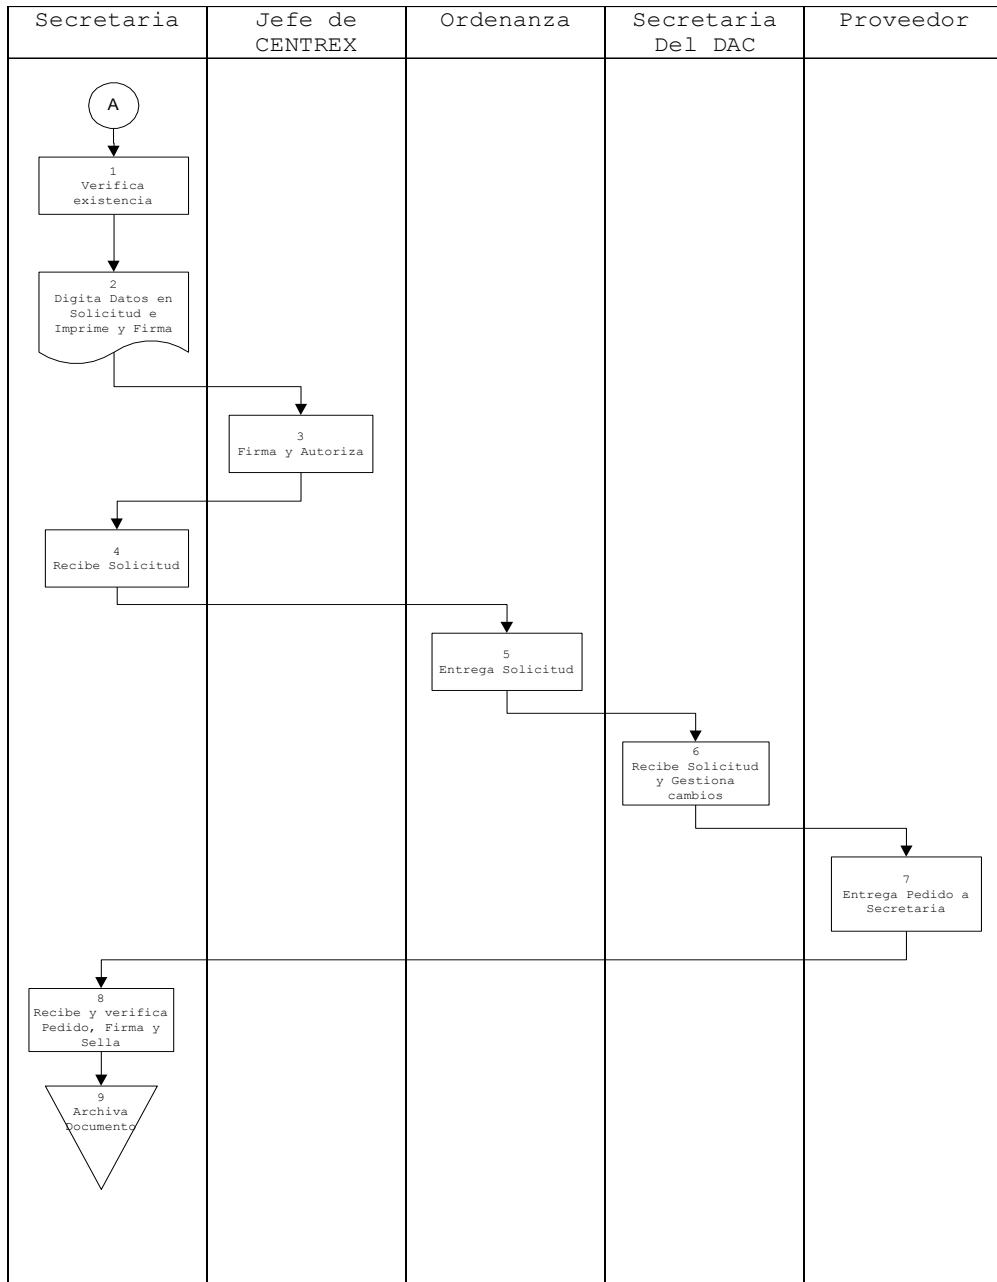 Secretaria
Jefe de
CENTREX
Ordenanza
Secretaria
Del DAC
Proveedor
A
1
Verifica
existencia
2
Digita Datos en
Solicitud e
Imprime y Firma
3
Firma y Autoriza
4
Recibe Solicitud
5
Entrega Solicitud
6
Recibe Solicitud
y Gestiona
cambios
7
Entrega Pedido a
Secretaria
8
Recibe y verifica
Pedido, Firma y
Sella
9
Archiva
Documento